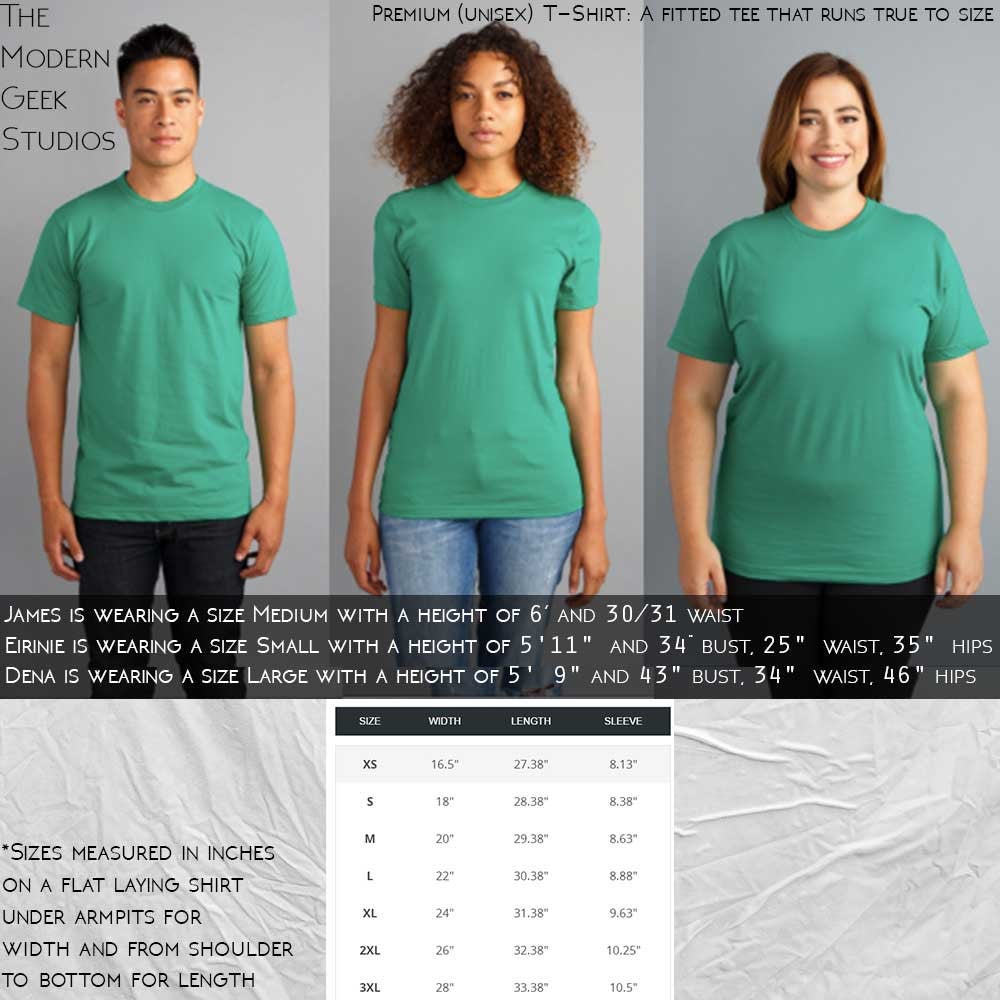 The
Modern
Geek
Studios
Premium (unisex) T-Shirt: A fitted tee that runs true to size
James is wearing a size Medium with a height of 6' and 30/31 waist
Eirinie is wearing a size Small with a height of 5'11" and 34" bust, 25" waist, 35" hips
Dena is wearing a size Large with a height of 5' 9" and 43" bust, 34" waist, 46" hips
SIZE WIDTH LENGTH SLEEVE
XS 16.5" 27.38" 8.13"
S 18" 28.38" 8.38"
M 20" 29.38" 8.63"
L 22" 30.38" 8.88"
XL 24" 31.38" 9.63"
2XL 26" 32.38" 10.25"
3XL 28" 33.38" 10.5"
*Sizes measured in inches
on a flat laying shirt
under armpits for
width and from shoulder
to bottom for length